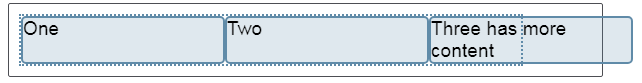 One
Two
Three has more
content